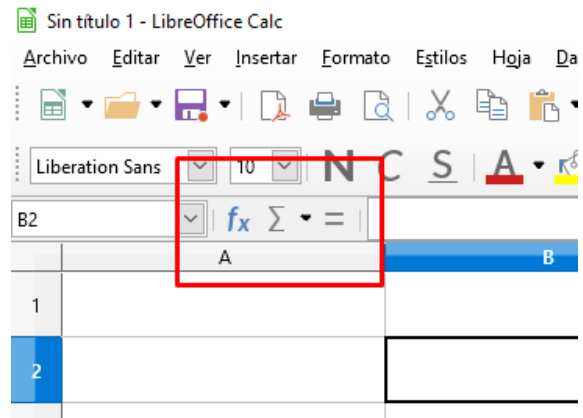 Sin título 1 - LibreOffice Calc
Archivo Editar Ver Insertar Formato Estilos Hoja Da
Liberation Sans 10 N C S A
B2 fx Σ =
A B
1
2